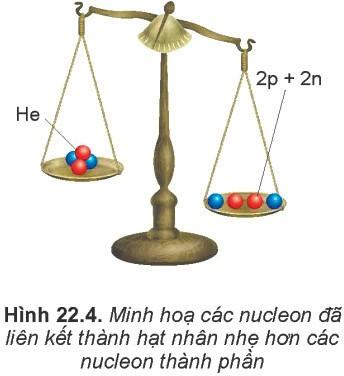 2p + 2n
He
Hình 22.4. Minh hoạ các nucleon đã
liên kết thành hạt nhân nhẹ hơn các
nucleon thành phần